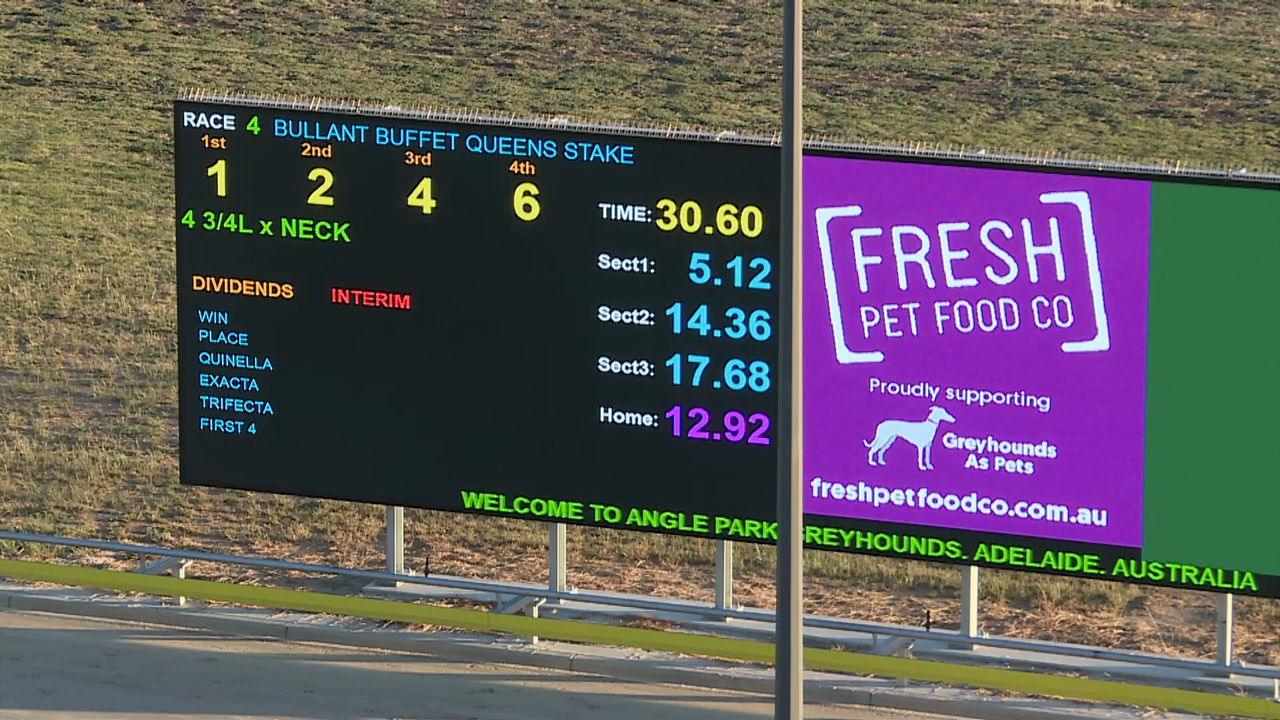 RACE 4 BULLANT BUFFET QUEENS STAKE
1st 2nd 3rd 4th
1 2 4 6
4 3/4L x NECK
TIME: 30.60
Sect1: 5.12
Sect2: 14.36
Sect3: 17.68
Home: 12.92
DIVIDENDS INTERIM
WIN
PLACE
QUINELLA
EXACTA
TRIFECTA
FIRST 4
FRESH
PET FOOD CO
Proudly supporting
Greyhounds
As Pets
freshpetfoodco.com.au
WELCOME TO ANGLE PARK GREYHOUNDS. ADELAIDE. AUSTRALIA